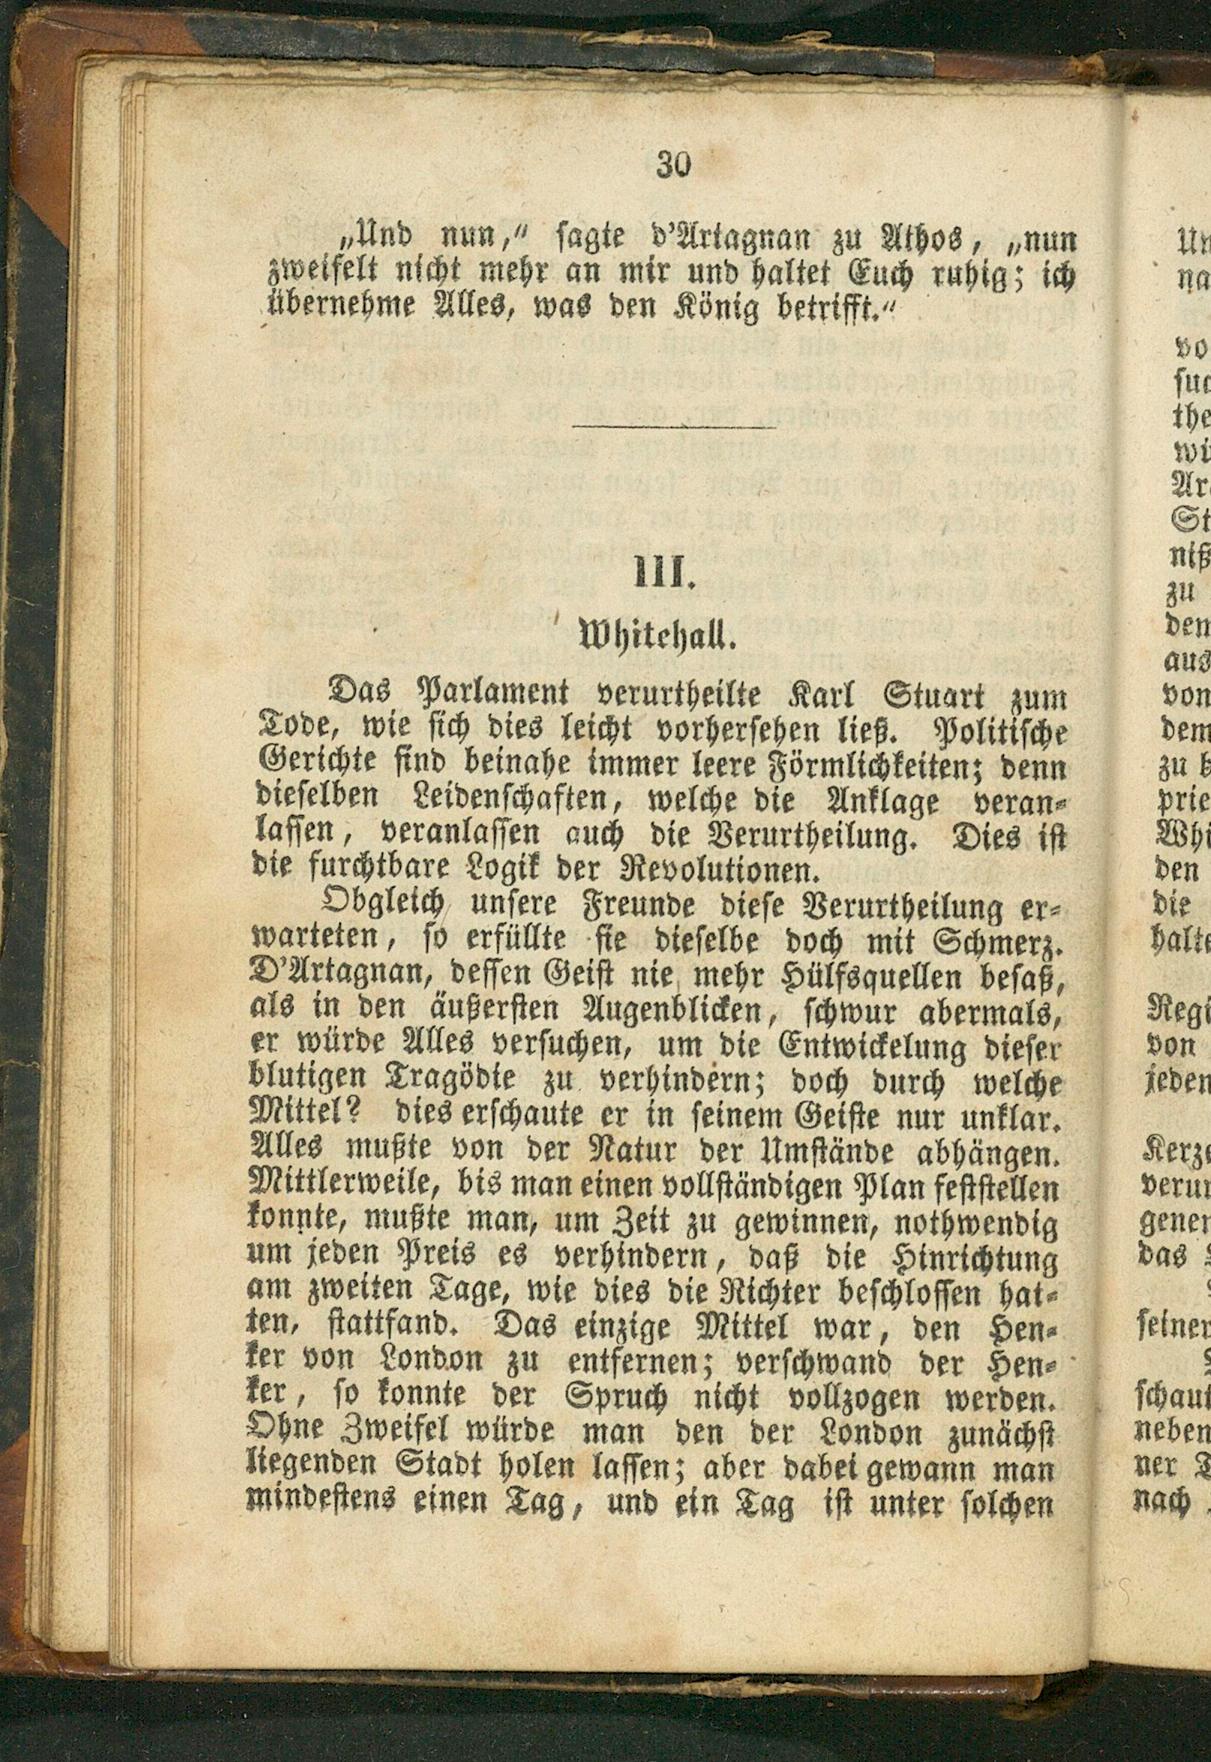 30
„Und nun,“ sagte d'Artagnan zu Athos, „nun
zweifelt nicht mehr an mir und haltet Euch ruhig; ich
übernehme Alles, was den König betrifft.“
III.
Whitehall.
Das Parlament verurtheilte Karl Stuart zum
Tode, wie sich dies leicht vorhersehen ließ. Politische
Gerichte sind beinahe immer leere Förmlichkeiten; denn
dieselben Leidenschaften, welche die Anklage veran-
lassen, veranlassen auch die Verurtheilung. Dies ist
die furchtbare Logik der Revolutionen.
Obgleich unsere Freunde diese Verurtheilung er-
warteten, so erfüllte sie dieselbe doch mit Schmerz.
D'Artagnan, dessen Geist nie mehr Hülfsquellen besaß,
als in den äußersten Augenblicken, schwur abermals,
er würde Alles versuchen, um die Entwickelung dieser
blutigen Tragödie zu verhindern; doch durch welche
Mittel? dies erschaute er in seinem Geiste nur unklar.
Alles mußte von der Natur der Umstände abhängen.
Mittlerweile, bis man einen vollständigen Plan feststellen
konnte, mußte man, um Zeit zu gewinnen, nothwendig
um jeden Preis es verhindern, daß die Hinrichtung
am zweiten Tage, wie dies die Richter beschlossen hat-
ten, stattfand. Das einzige Mittel war, den Hen-
ker von London zu entfernen; verschwand der Hen-
ker, so konnte der Spruch nicht vollzogen werden.
Ohne Zweifel würde man den der London zunächst
liegenden Stadt holen lassen; aber dabei gewann man
mindestens einen Tag, und ein Tag ist unter solchen